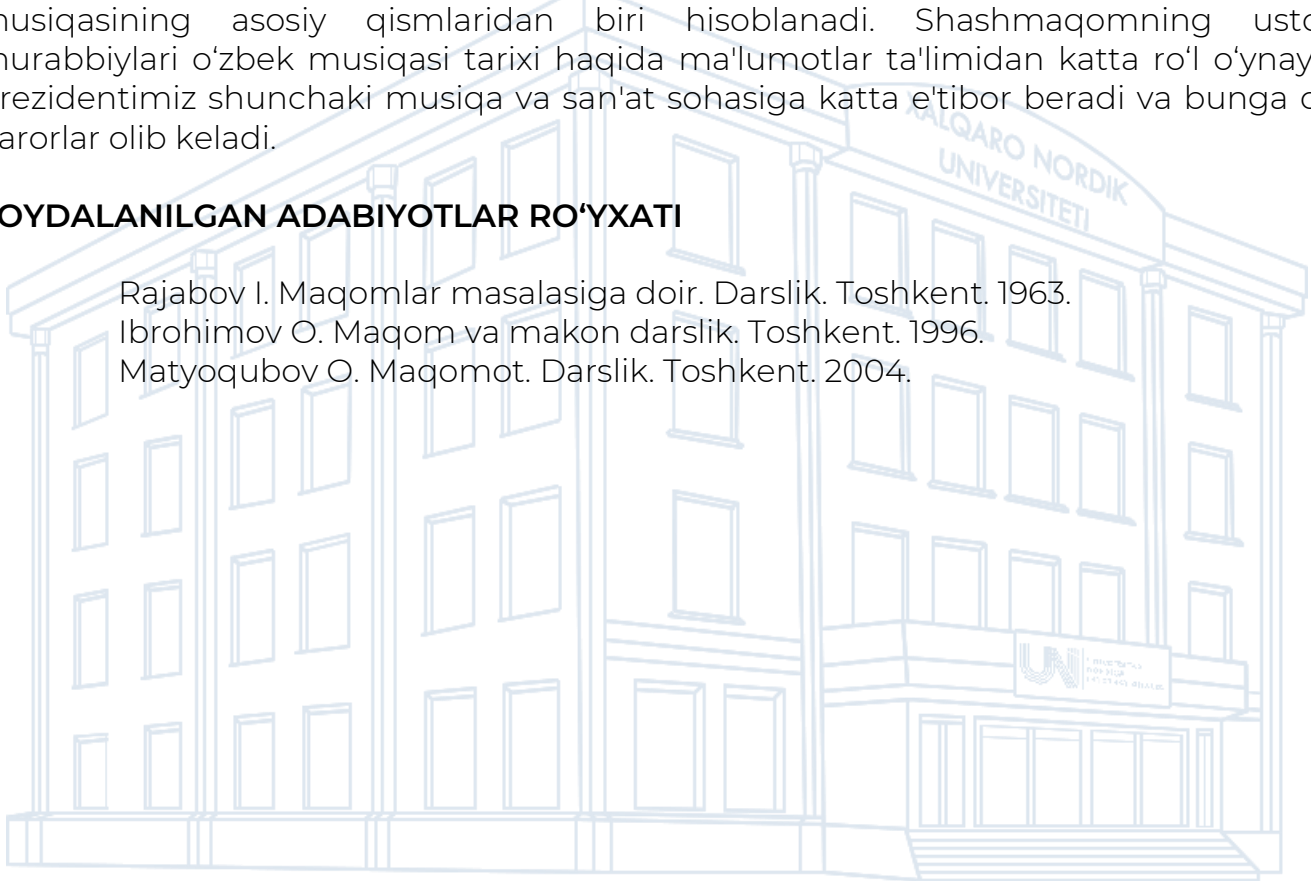 musiqasining asosiy qismlaridan biri hisoblanadi. Shashmaqomning usto
murabbiylari o‘zbek musiqasi tarixi haqida ma'lumotlar ta'limidan katta ro‘l o‘ynay
rezidentimiz shunchaki musiqa va san'at sohasiga katta e'tibor beradi va bunga
arorlar olib keladi.
OYDALANILGAN ADABIYOTLAR RO‘YXATI
Rajabov I. Maqomlar masalasiga doir. Darslik. Toshkent. 1963.
Ibrohimov O. Maqom va makon darslik. Toshkent. 1996.
Matyoqubov O. Maqomot. Darslik. Toshkent. 2004.
XALQARO NORDIK
UNIVERSITETI
UN